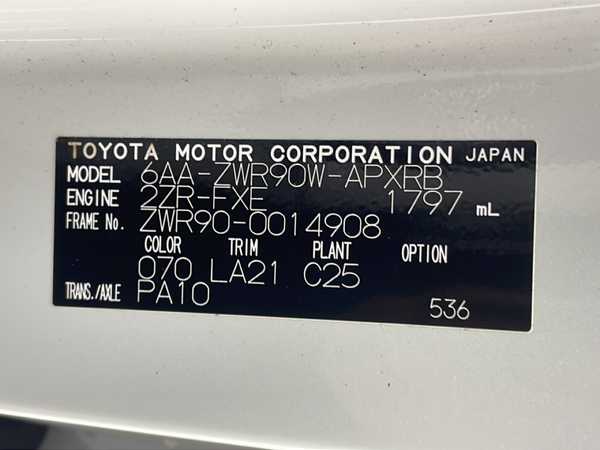 TOYOTA MOTOR CORPORATION JAPAN
MODEL 6AA-ZWR90W-APXRB
ENGINE 2ZR-FXE 1797 mL
FRAME No. ZWR90-0014908
COLOR TRIM PLANT OPTION
070 LA21 C25
TRANS./AXLE PA10
536